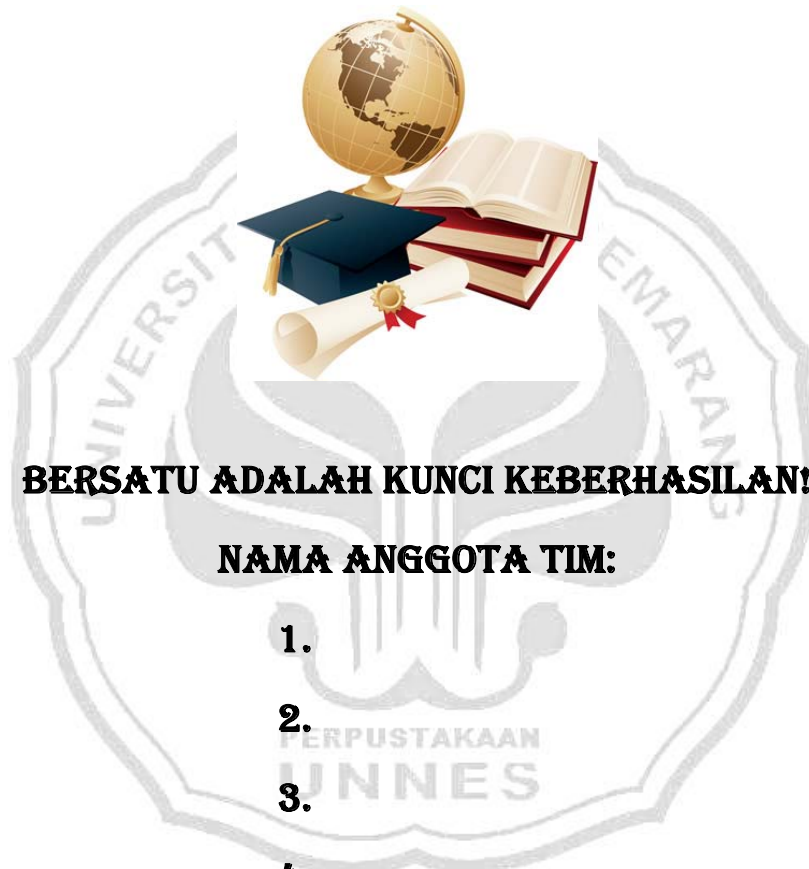 BERSATU ADALAH KUNCI KEBERHASILAN!
NAMA ANGGOTA TIM:
1.
2.
3.
PERPUSTAKAAN
UNNES